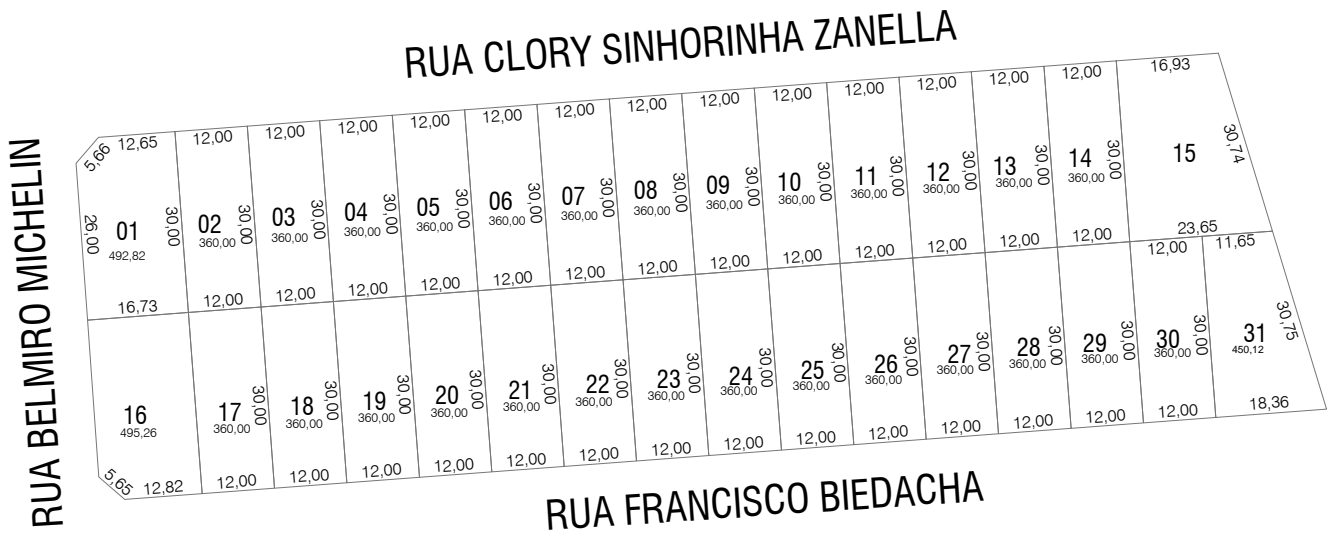 RUA CLORY SINHORINHA ZANELLA
RUA BELMIRO MICHELIN
5,66 12,65 12,00 12,00 12,00 12,00 12,00 12,00 12,00 12,00 12,00 12,00 12,00 12,00 12,00 16,93
26,00 01 30,00 02 30,00 03 30,00 04 30,00 05 30,00 06 30,00 07 30,00 08 30,00 09 30,00 10 30,00 11 30,00 12 30,00 13 30,00 14 30,00 15 30,74
492,82 360,00 360,00 360,00 360,00 360,00 360,00 360,00 360,00 360,00 360,00 360,00 360,00 360,00
16,73 12,00 12,00 12,00 12,00 12,00 12,00 12,00 12,00 12,00 12,00 12,00 12,00 12,00 23,65
12,00 11,65
16 17 30,00 18 30,00 19 30,00 20 30,00 21 30,00 22 30,00 23 30,00 24 30,00 25 30,00 26 30,00 27 30,00 28 30,00 29 30,00 30 30,00 31 30,75
495,26 360,00 360,00 360,00 360,00 360,00 360,00 360,00 360,00 360,00 360,00 360,00 360,00 360,00 360,00 450,12
5,65 12,82 12,00 12,00 12,00 12,00 12,00 12,00 12,00 12,00 12,00 12,00 12,00 12,00 12,00 12,00 18,36
RUA FRANCISCO BIEDACHA